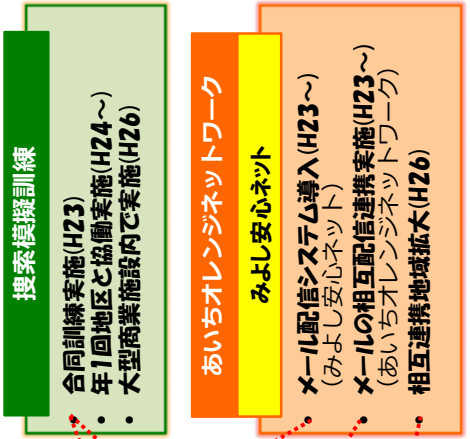 捜索模擬訓練
• 合同訓練実施(H23)
• 年1回地区と協働実施(H24～)
• 大型商業施設内で実施(H26)
あいちオレンジネットワーク
みよし安心ネット
• メール配信システム導入(H23～)
(みよし安心ネット)
• メールの相互配信連携実施(H23～)
(あいちオレンジネットワーク)
• 相互連携地域拡大(H26)